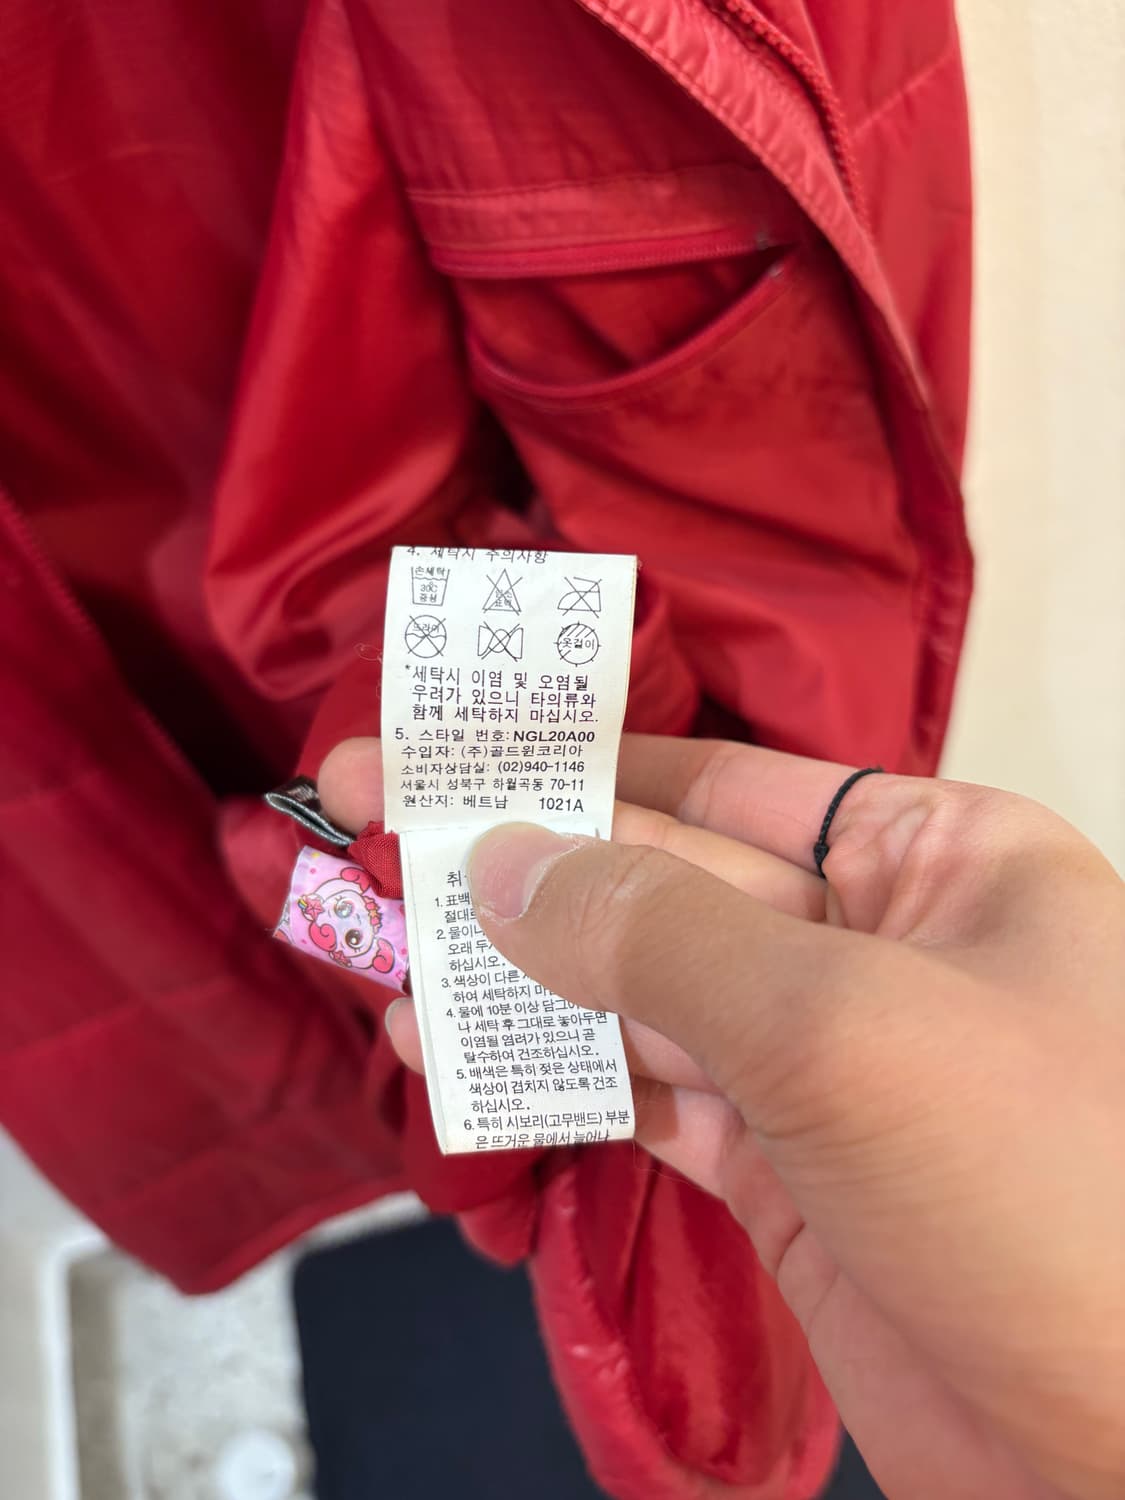 4. 세탁시 주의사항
손세탁
30℃
중성
염소
표백
드라이
옷걸이
*세탁시 이염 및 오염될
우려가 있으니 타의류와
함께 세탁하지 마십시오.
5. 스타일 번호: NGL20A00
수입자: (주)골드윈코리아
소비자상담실: (02)940-1146
서울시 성북구 하월곡동 70-11
원산지: 베트남 1021A
취
1. 표백
절대로
2. 물이나
오래 두
하십시오.
3. 색상이 다른
하여 세탁하지 마
4. 물에 10분 이상 담그
나 세탁 후 그대로 놓아두면
이염될 염려가 있으니 곧
탈수하여 건조하십시오.
5. 배색은 특히 젖은 상태에서
색상이 겹치지 않도록 건조
하십시오.
6. 특히 시보리(고무밴드) 부분
은 뜨거운 물에서 늘어나